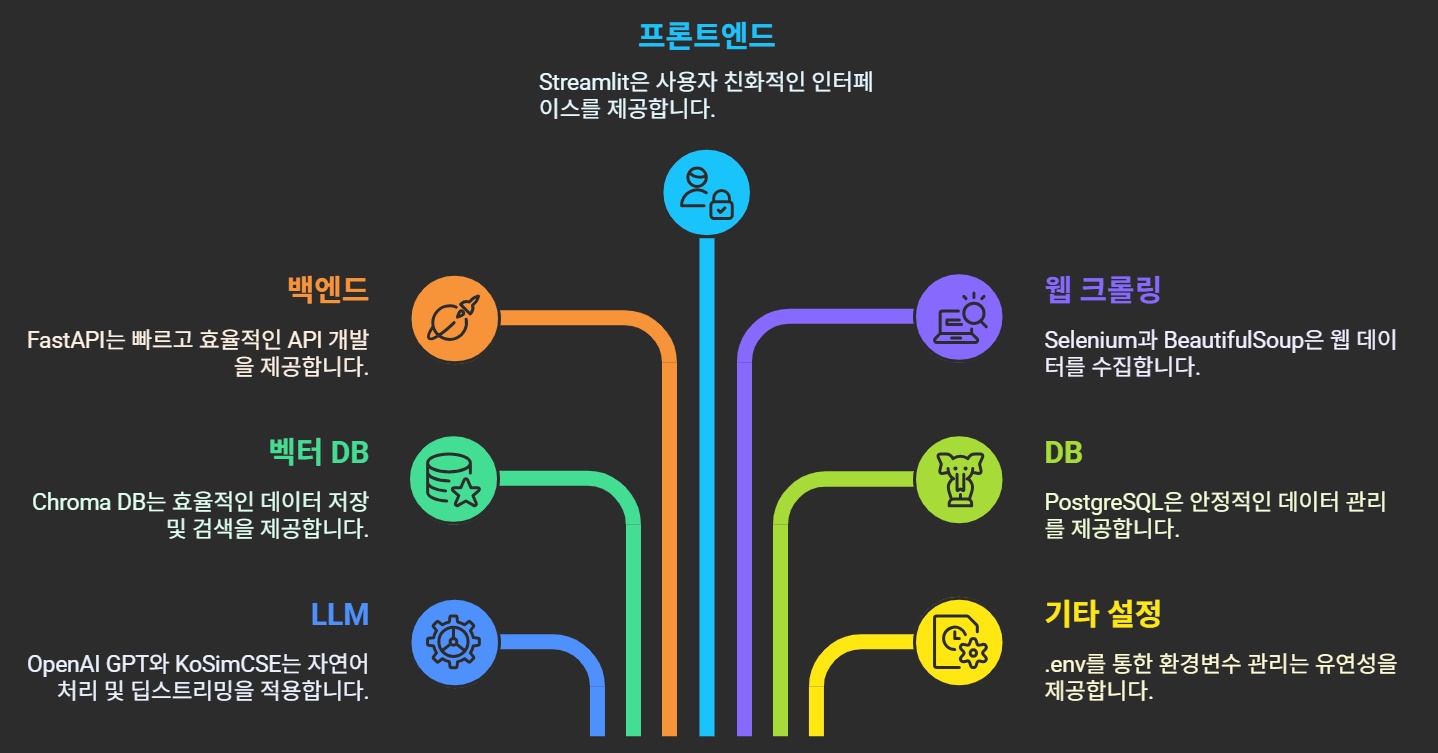 프론트엔드
Streamlit은 사용자 친화적인 인터페
이스를 제공합니다.
백엔드
FastAPI는 빠르고 효율적인 API 개발
을 제공합니다.
웹 크롤링
Selenium과 BeautifulSoup은 웹 데이
터를 수집합니다.
벡터 DB
Chroma DB는 효율적인 데이터 저장
및 검색을 제공합니다.
DB
PostgreSQL은 안정적인 데이터 관리
를 제공합니다.
LLM
OpenAI GPT와 KoSimCSE는 자연어
처리 및 딥스트리밍을 적용합니다.
기타 설정
.env를 통한 환경변수 관리는 유연성을
제공합니다.